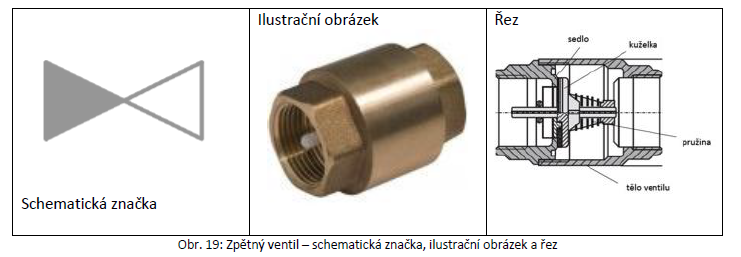 Schematická značka
Ilustrační obrázek
Řez
sedlo
kuželka
pružina
tělo ventilu
Obr. 19: Zpětný ventil – schematická značka, ilustrační obrázek a řez